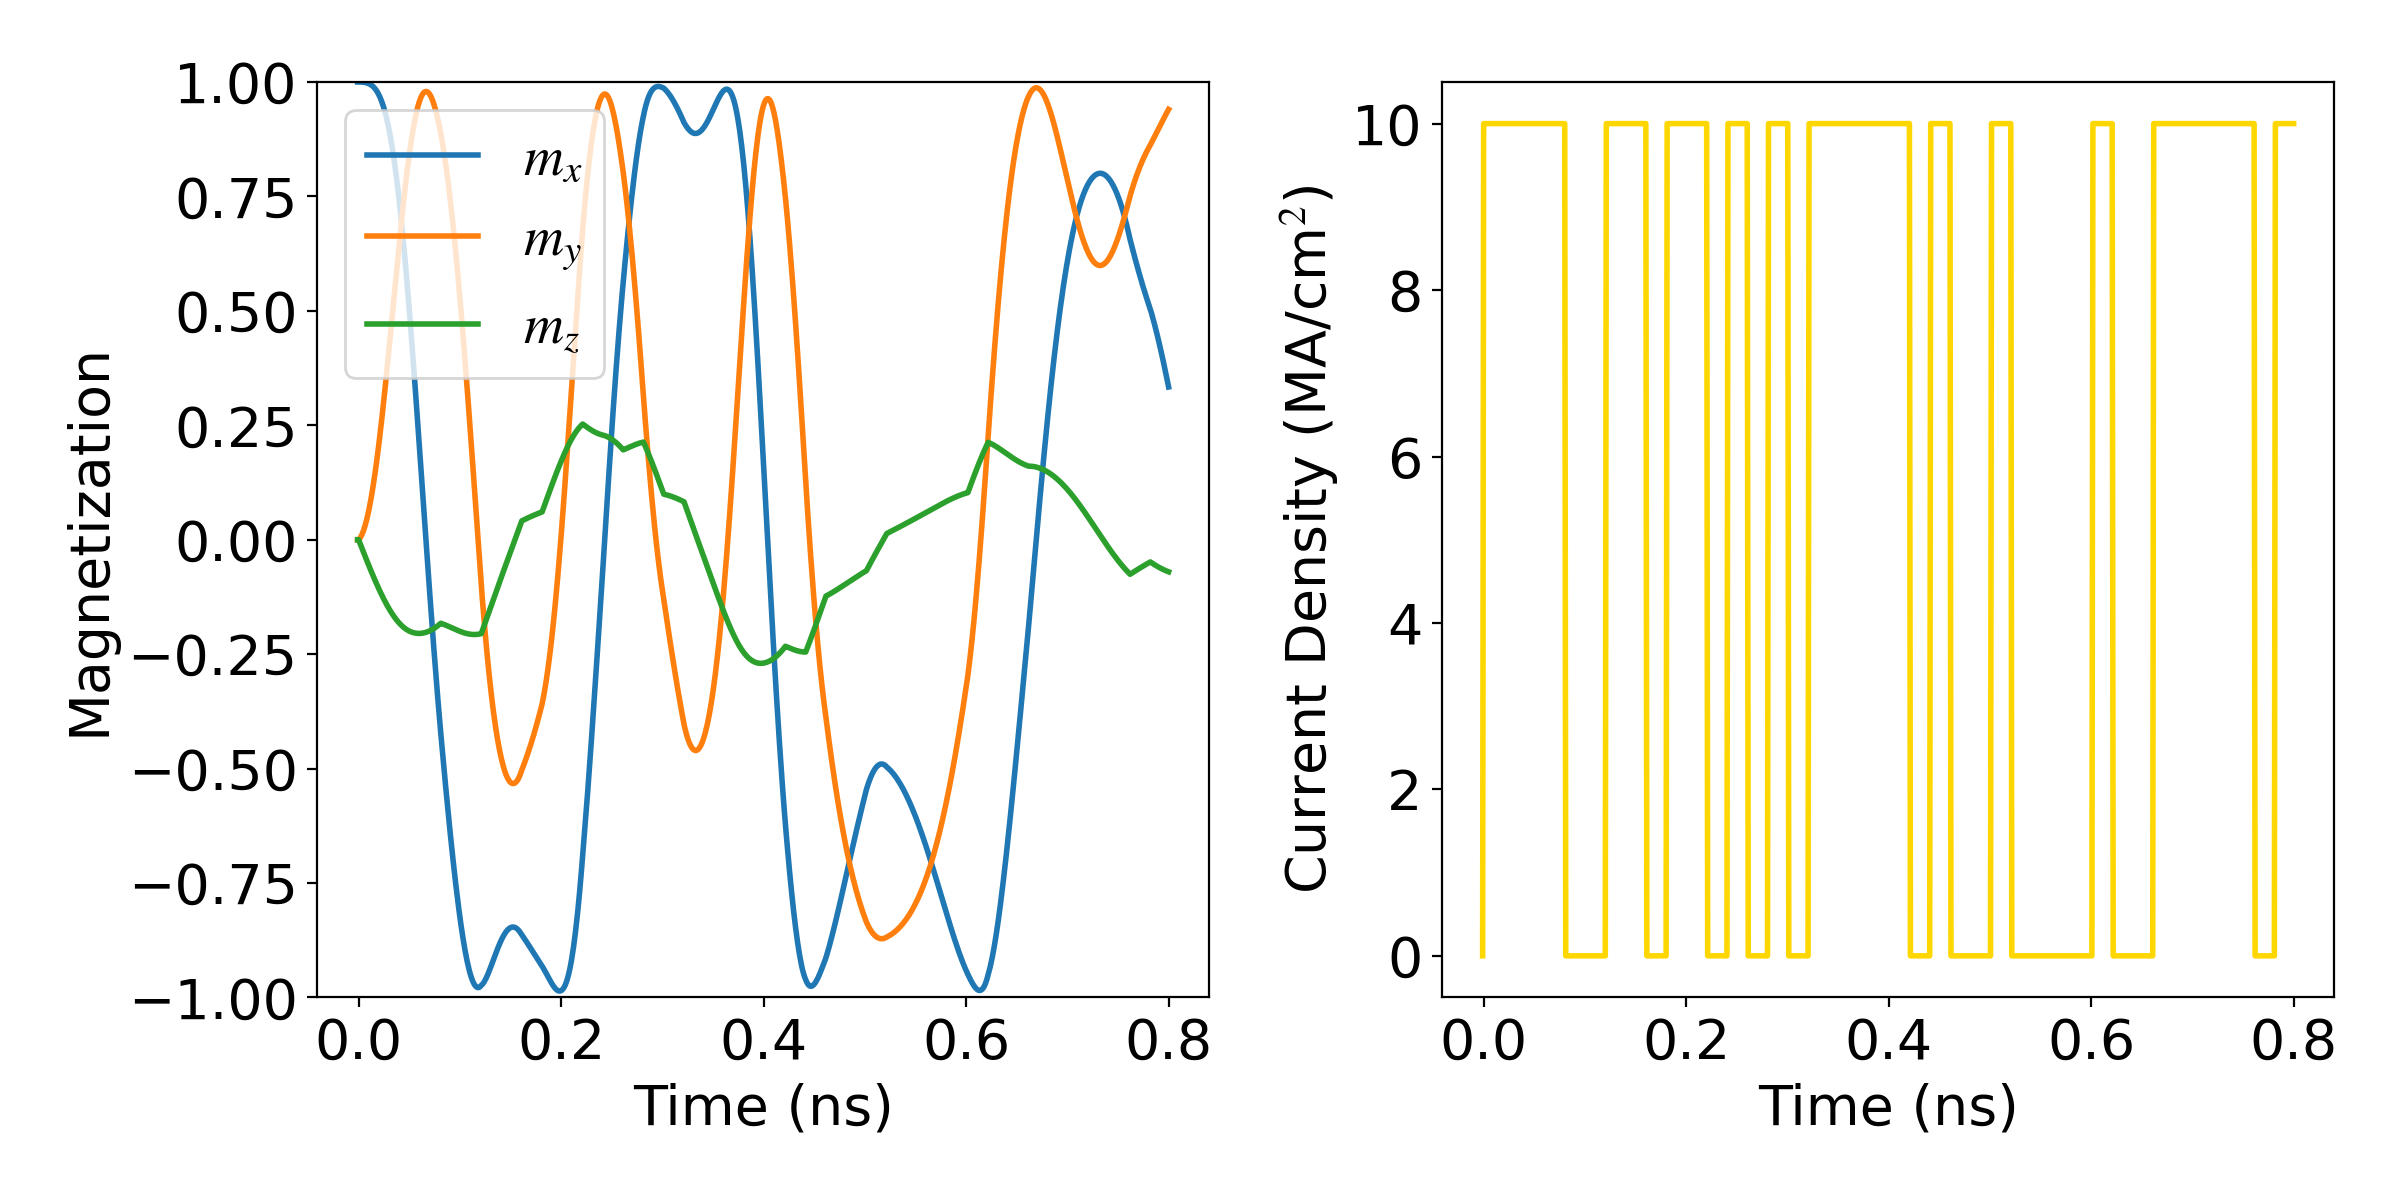 1.00
0.75
0.50
0.25
0.00
−0.25
−0.50
−0.75
−1.00
Magnetization
m_x
m_y
m_z
0.0 0.2 0.4 0.6 0.8
Time (ns)
10
8
6
4
2
0
Current Density (MA/cm²)
0.0 0.2 0.4 0.6 0.8
Time (ns)